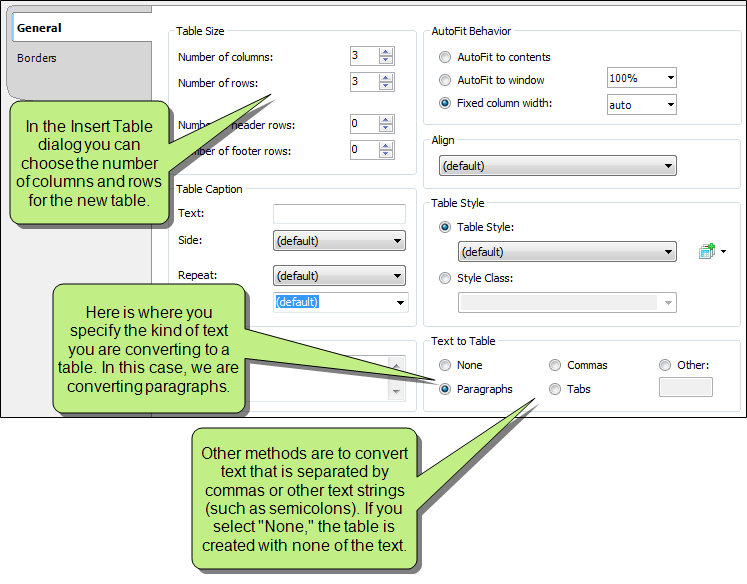 General
Borders
Table Size
Number of columns:
3
Number of rows:
3
header rows:
0
of footer rows:
0
AutoFit Behavior
AutoFit to contents
AutoFit to window
100%
Fixed column width:
auto
Align
(default)
In the Insert Table
dialog you can
choose the number
of columns and rows
for the new table.
Table Caption
Text:
Side:
(default)
Repeat:
(default)
(default)
Table Style
Table Style:
(default)
Style Class:
Here is where you
specify the kind of text
you are converting to a
table. In this case, we are
converting paragraphs.
Text to Table
None
Commas
Other:
Paragraphs
Tabs
Other methods are to convert
text that is separated by
commas or other text strings
(such as semicolons). If you
select "None," the table is
created with none of the text.